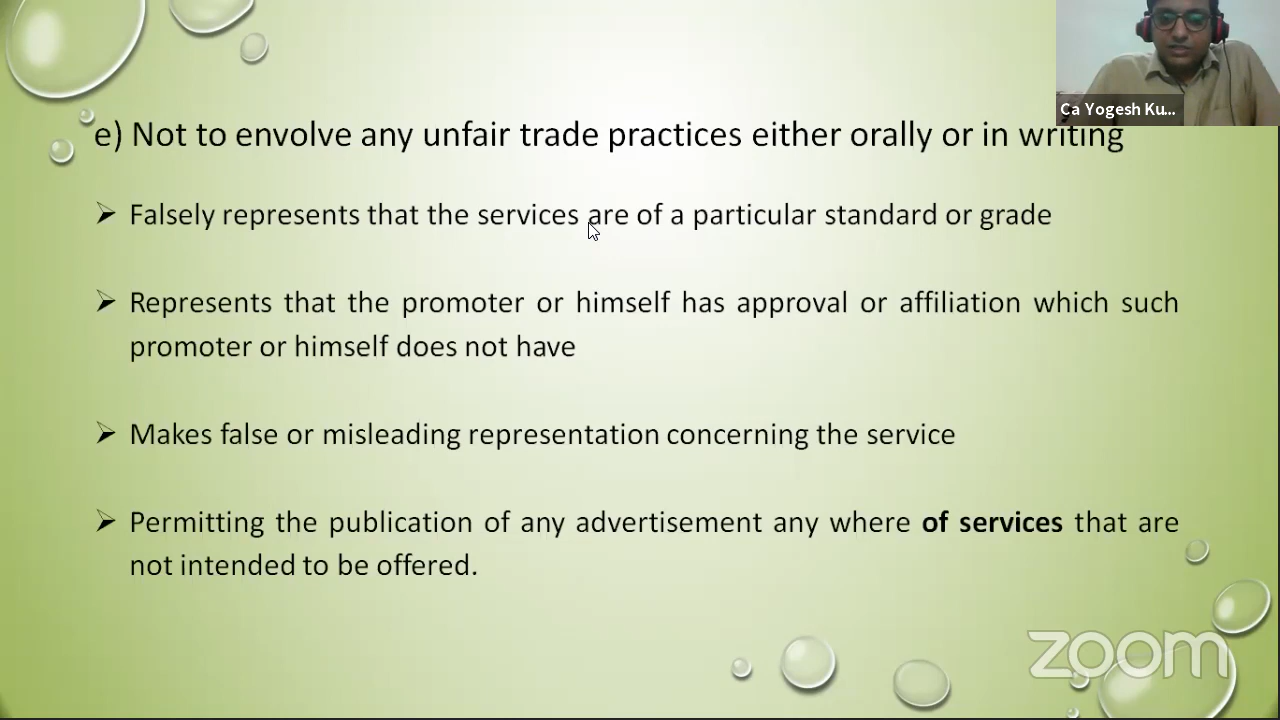 Ca Yogesh Ku...
e) Not to envolve any unfair trade practices either orally or in writing
➢ Falsely represents that the services are of a particular standard or grade
➢ Represents that the promoter or himself has approval or affiliation which such
promoter or himself does not have
➢ Makes false or misleading representation concerning the service
➢ Permitting the publication of any advertisement any where of services that are
not intended to be offered.
zoom